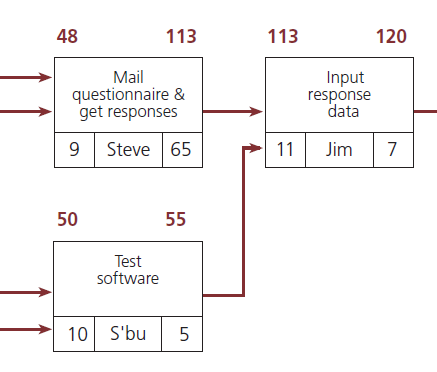 48 113
Mail
questionnaire &
get responses
9 Steve 65
113 120
Input
response
data
11 Jim 7
50 55
Test
software
10 S'bu 5